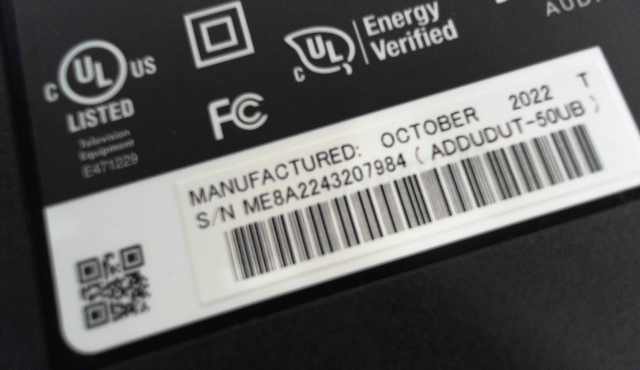 C UL US
LISTED
Television
Equipment
E471229
FC
C UL
Energy
Verified
MANUFACTURED: OCTOBER 2022 T
S/N ME8A2243207984 ( ADDUDUT-50UB )